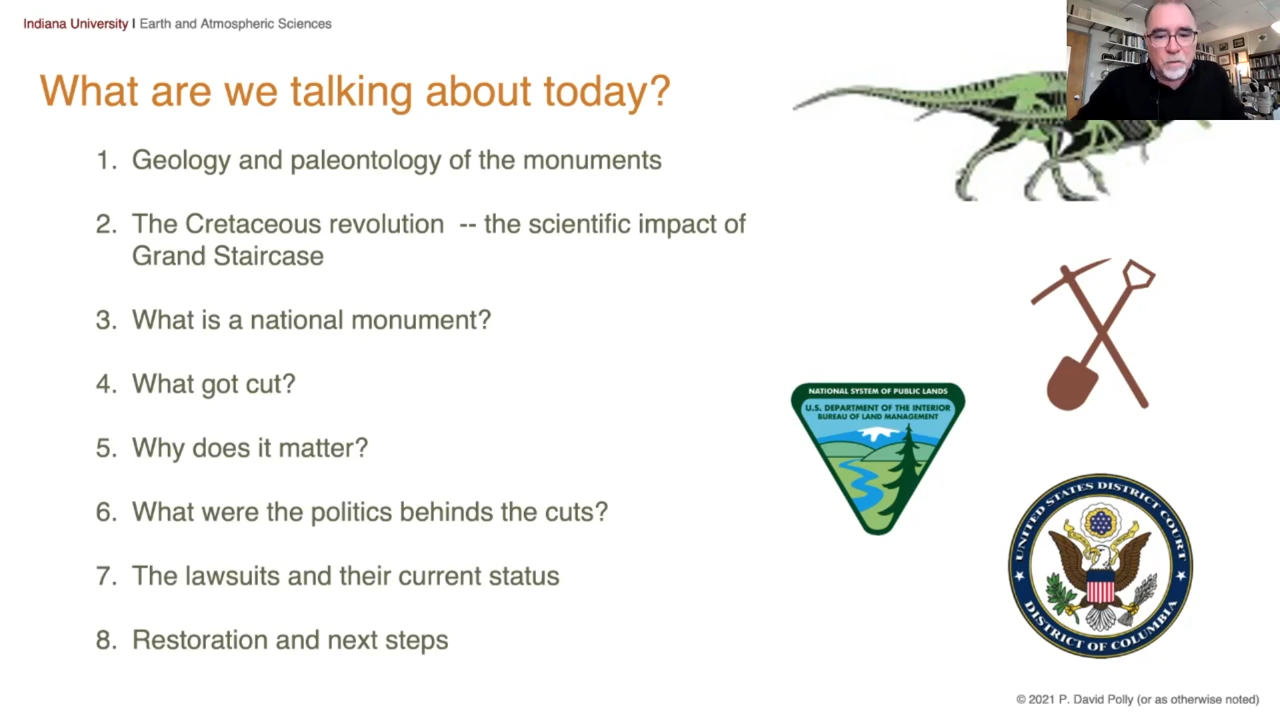 Indiana University | Earth and Atmospheric Sciences
What are we talking about today?
1. Geology and paleontology of the monuments
2. The Cretaceous revolution -- the scientific impact of
Grand Staircase
3. What is a national monument?
4. What got cut?
5. Why does it matter?
6. What were the politics behinds the cuts?
7. The lawsuits and their current status
8. Restoration and next steps
NATIONAL SYSTEM OF PUBLIC LANDS
U.S. DEPARTMENT OF THE INTERIOR
BUREAU OF LAND MANAGEMENT
UNITED STATES DISTRICT COURT
DISTRICT OF COLUMBIA
© 2021 P. David Polly (or as otherwise noted)